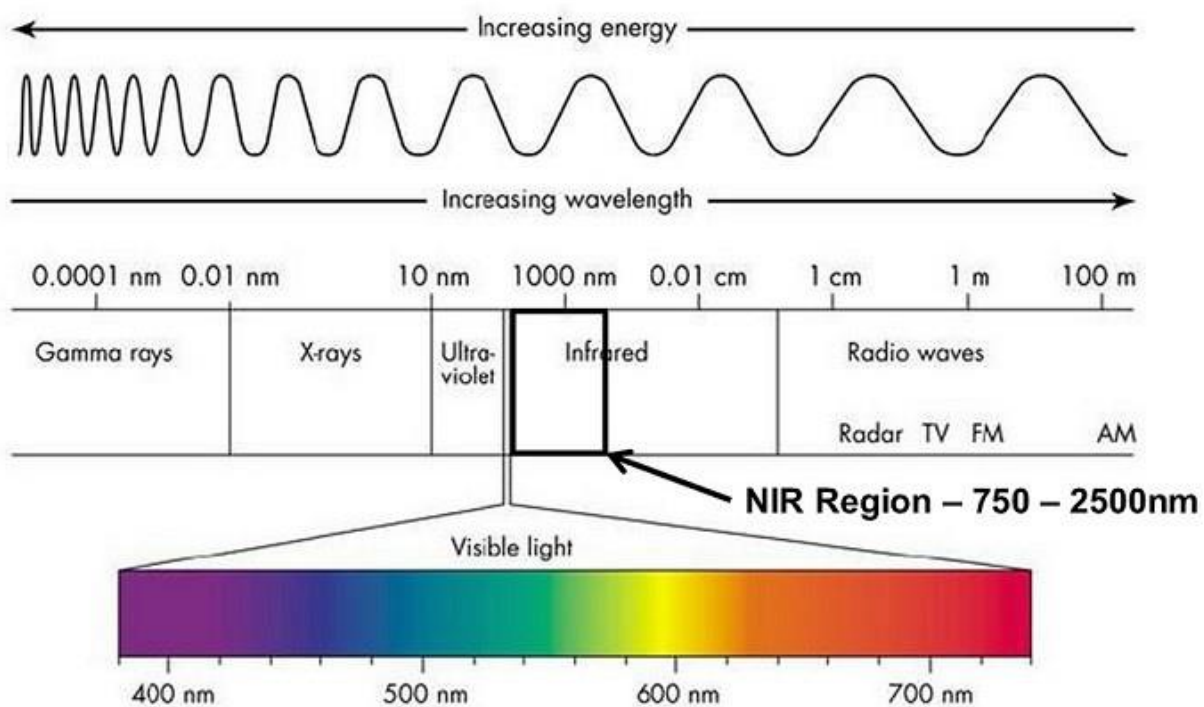 Increasing energy
Increasing wavelength
0.0001 nm 0.01 nm 10 nm 1000 nm 0.01 cm 1 cm 1 m 100 m
Gamma rays X-rays Ultra-
violet Infrared Radio waves
Radar TV FM AM
NIR Region – 750 – 2500nm
Visible light
400 nm 500 nm 600 nm 700 nm